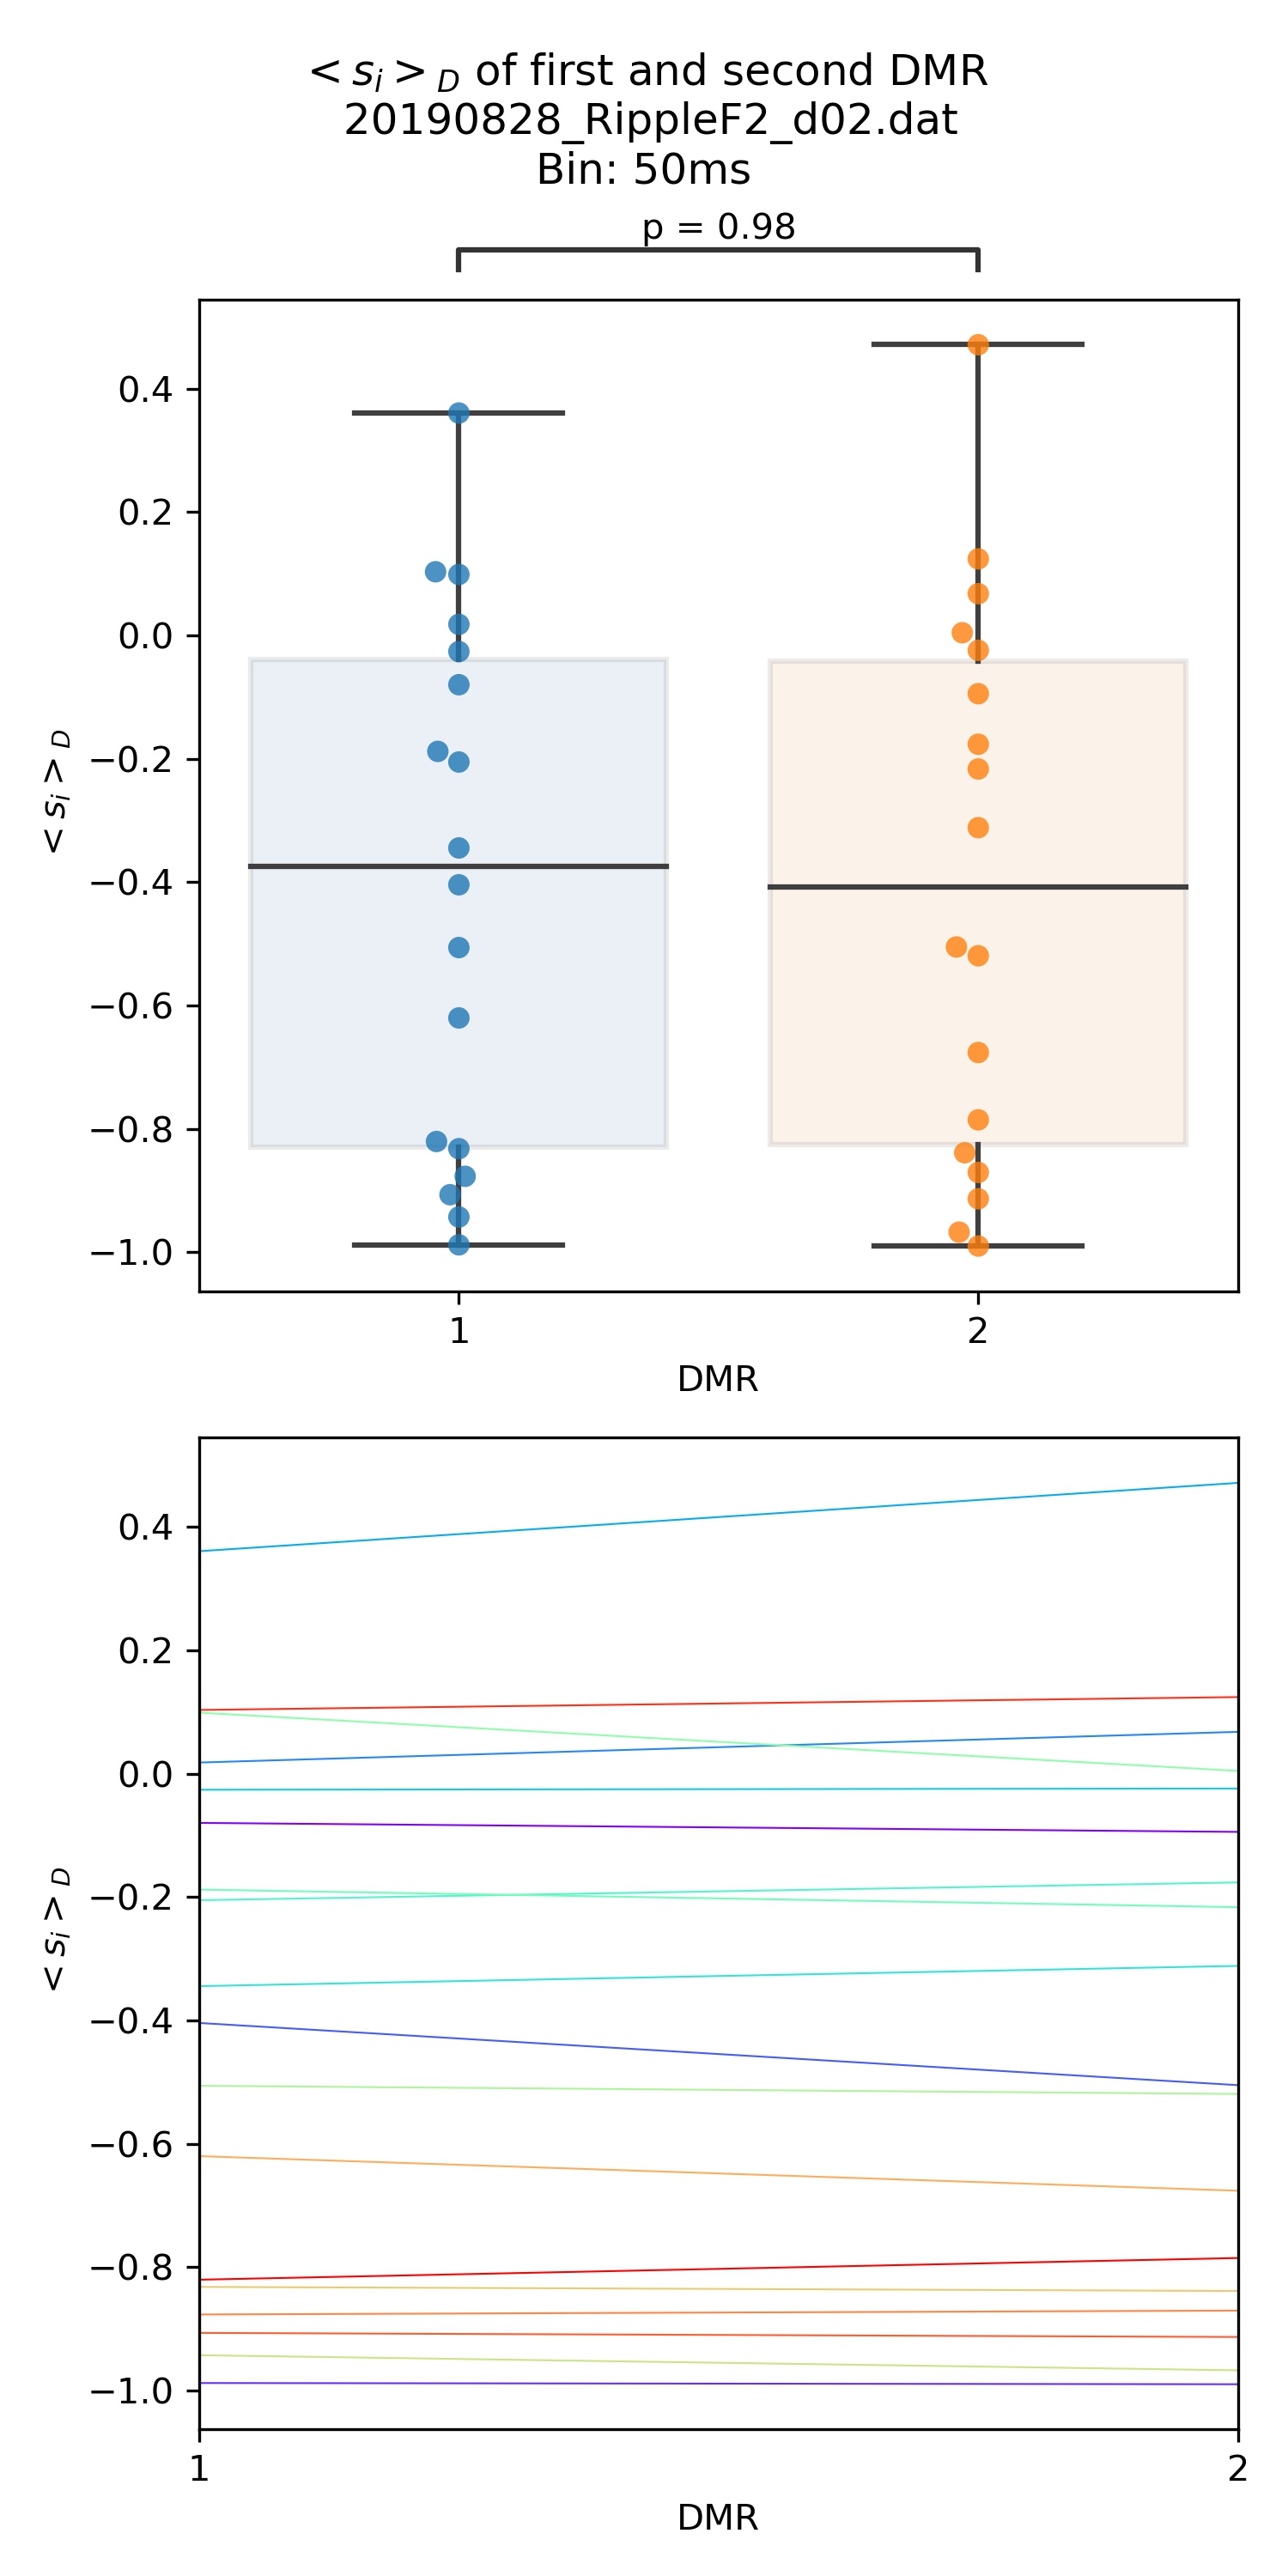 < s_i >_D of first and second DMR
20190828_RippleF2_d02.dat
Bin: 50ms
p = 0.98
0.4
0.2
0.0
−0.2
−0.4
−0.6
−0.8
−1.0
< s_i >_D
1 2
DMR
0.4
0.2
0.0
−0.2
−0.4
−0.6
−0.8
−1.0
< s_i >_D
1 2
DMR